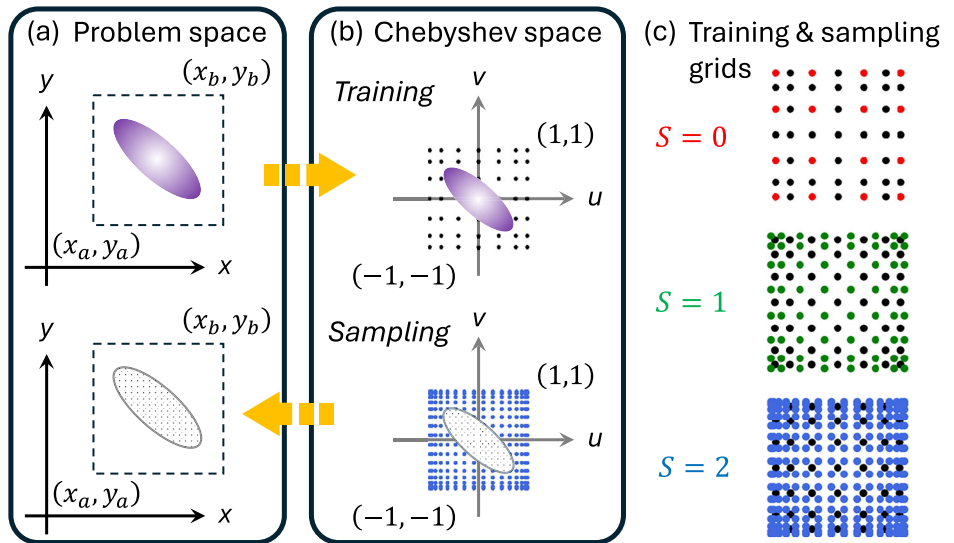 (a) Problem space
y
(x_b, y_b)
(x_a, y_a)
x
y
(x_b, y_b)
(x_a, y_a)
x
(b) Chebyshev space
Training
v
(1,1)
u
(−1, −1)
Sampling
v
(1,1)
u
(−1, −1)
(c) Training & sampling
grids
S = 0
S = 1
S = 2